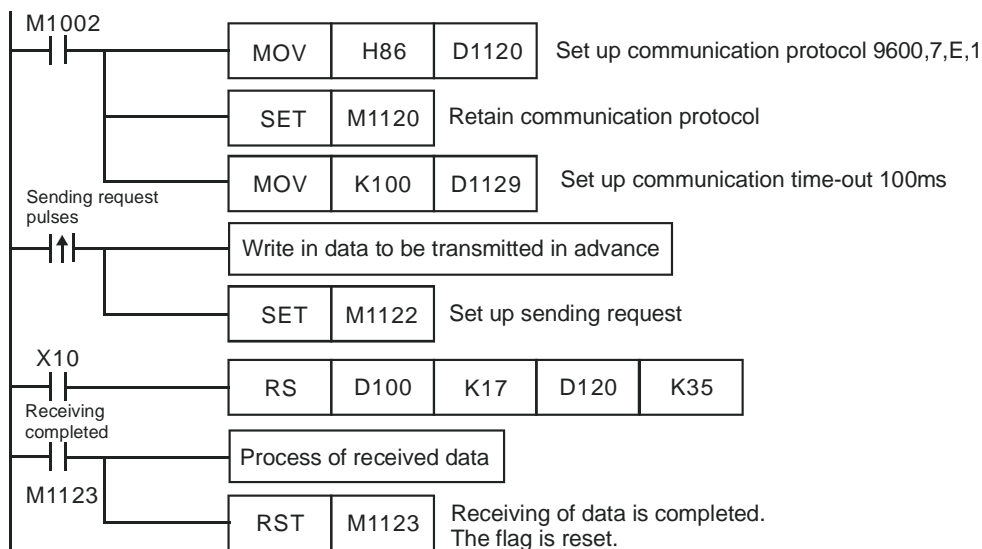 M1002
MOV H86 D1120 Set up communication protocol 9600,7,E,1
SET M1120 Retain communication protocol
MOV K100 D1129 Set up communication time-out 100ms
Sending request
pulses
Write in data to be transmitted in advance
SET M1122 Set up sending request
X10
RS D100 K17 D120 K35
Receiving
completed
Process of received data
M1123
RST M1123 Receiving of data is completed.
The flag is reset.